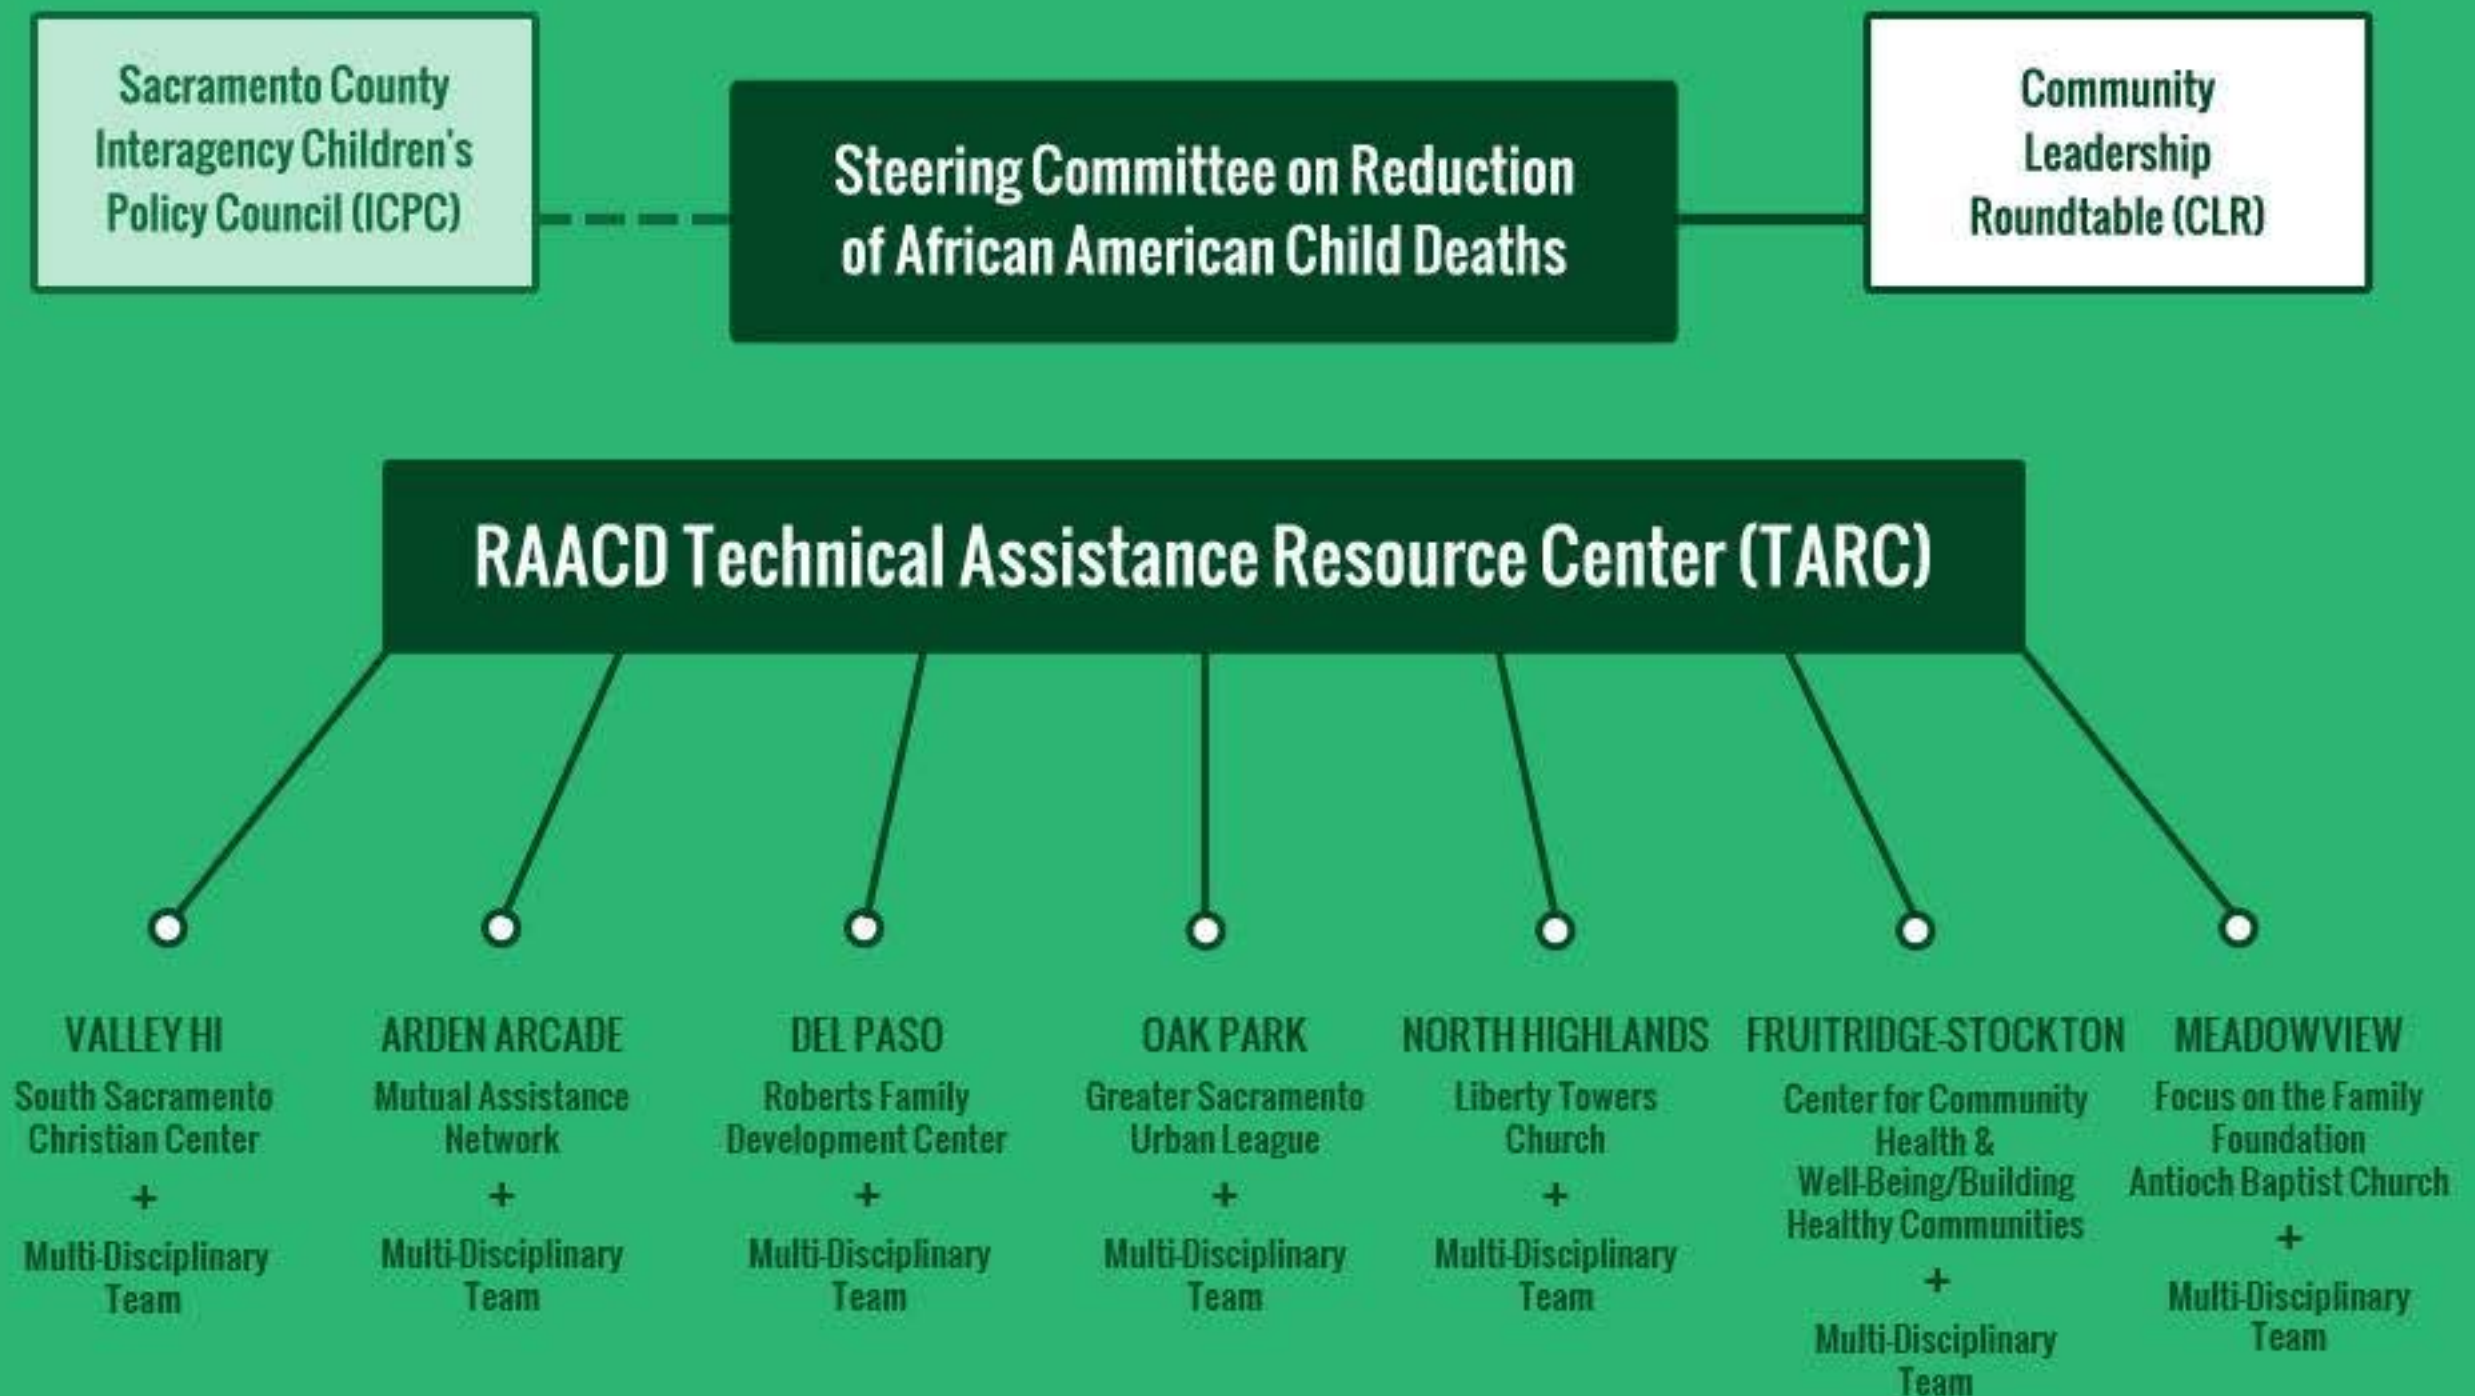 Sacramento County
Interagency Children's
Policy Council (ICPC)
Steering Committee on Reduction
of African American Child Deaths
Community
Leadership
Roundtable (CLR)
RAACD Technical Assistance Resource Center (TARC)
VALLEY HI
South Sacramento
Christian Center
+
Multi-Disciplinary
Team
ARDEN ARCADE
Mutual Assistance
Network
+
Multi-Disciplinary
Team
DEL PASO
Roberts Family
Development Center
+
Multi-Disciplinary
Team
OAK PARK
Greater Sacramento
Urban League
+
Multi-Disciplinary
Team
NORTH HIGHLANDS
Liberty Towers
Church
+
Multi-Disciplinary
Team
FRUITRIDGE-STOCKTON
Center for Community
Health &
Well-Being/Building
Healthy Communities
+
Multi-Disciplinary
Team
MEADOWVIEW
Focus on the Family
Foundation
Antioch Baptist Church
+
Multi-Disciplinary
Team